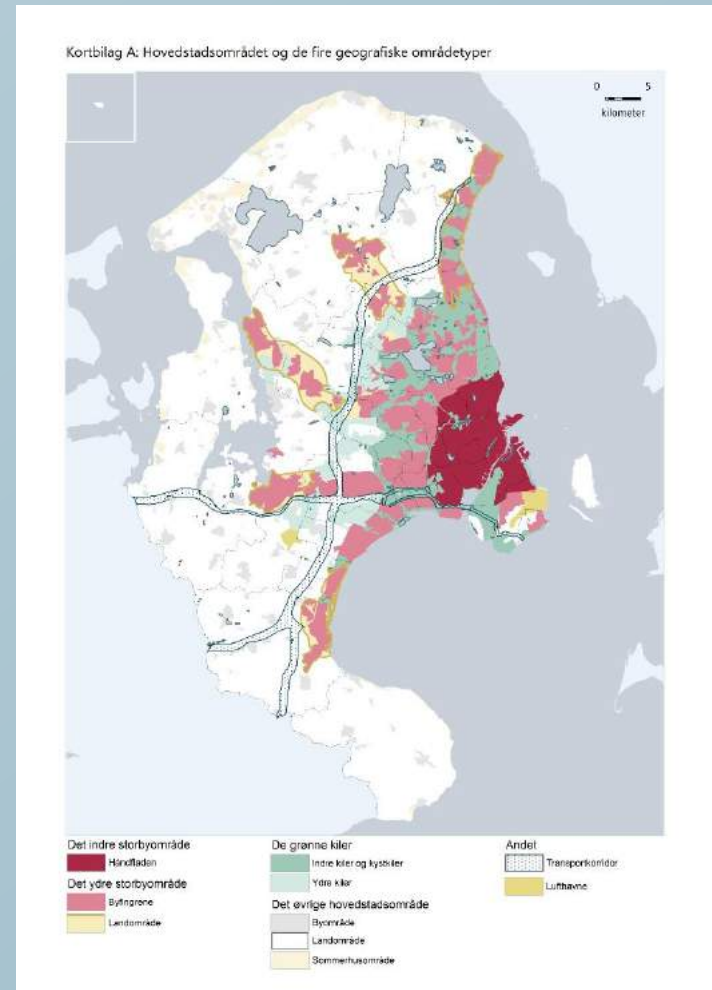 Kortbilag A: Hovedstadsområdet og de fire geografiske områdetyper
0 5
kilometer
Det indre storbyområde
Håndfladen
Det ydre storbyområde
Byfingrene
Landområde
De grønne kiler
Indre kiler og kystkiler
Ydre kiler
Det øvrige hovedstadsområde
Byområde
Landområde
Sommerhusområde
Andet
Transportkorridor
Lufthavne